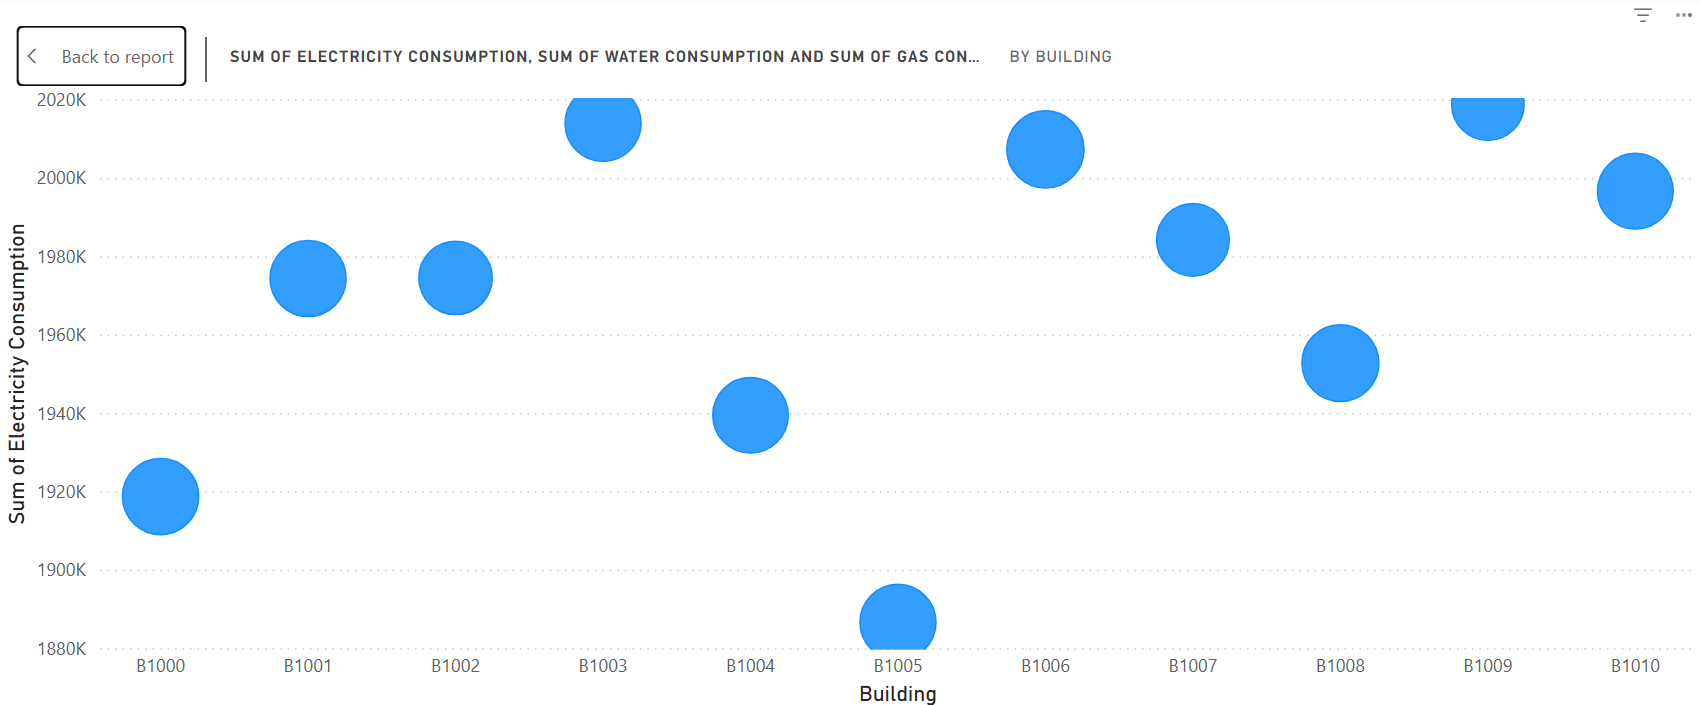 Back to report
SUM OF ELECTRICITY CONSUMPTION, SUM OF WATER CONSUMPTION AND SUM OF GAS CON... BY BUILDING
2020K
2000K
1980K
1960K
1940K
1920K
1900K
1880K
Sum of Electricity Consumption
B1000 B1001 B1002 B1003 B1004 B1005 B1006 B1007 B1008 B1009 B1010
Building